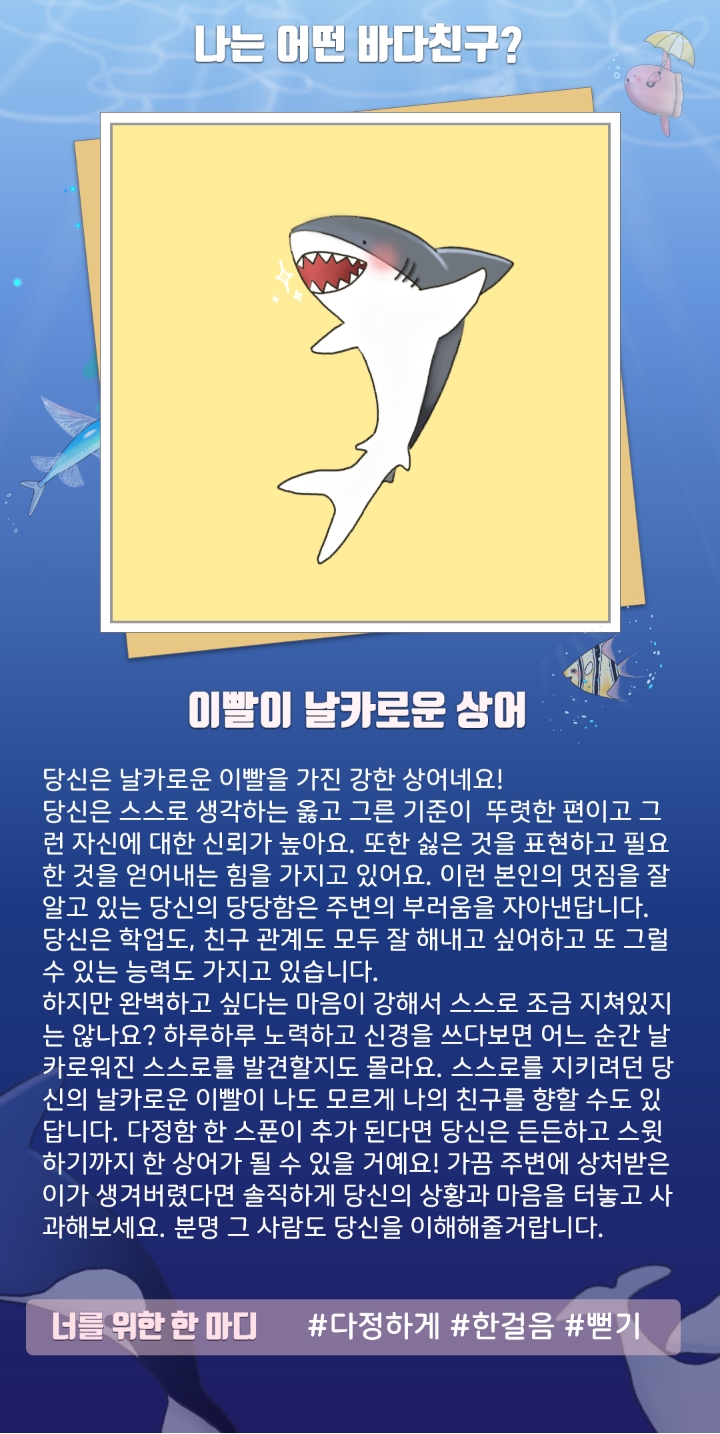 나는 어떤 바다친구?
이빨이 날카로운 상어
당신은 날카로운 이빨을 가진 강한 상어네요!
당신은 스스로 생각하는 옳고 그른 기준이  뚜렷한 편이고 그
런 자신에 대한 신뢰가 높아요. 또한 싫은 것을 표현하고 필요
한 것을 얻어내는 힘을 가지고 있어요. 이런 본인의 멋짐을 잘
알고 있는 당신의 당당함은 주변의 부러움을 자아낸답니다.
당신은 학업도, 친구 관계도 모두 잘 해내고 싶어하고 또 그럴
수 있는 능력도 가지고 있습니다.
하지만 완벽하고 싶다는 마음이 강해서 스스로 조금 지쳐있지
는 않나요? 하루하루 노력하고 신경을 쓰다보면 어느 순간 날
카로워진 스스로를 발견할지도 몰라요. 스스로를 지키려던 당
신의 날카로운 이빨이 나도 모르게 나의 친구를 향할 수도 있
답니다. 다정함 한 스푼이 추가 된다면 당신은 든든하고 스윗
하기까지 한 상어가 될 수 있을 거예요! 가끔 주변에 상처받은
이가 생겨버렸다면 솔직하게 당신의 상황과 마음을 터놓고 사
과해보세요. 분명 그 사람도 당신을 이해해줄거랍니다.
너를 위한 한 마디 #다정하게 #한걸음 #뻗기